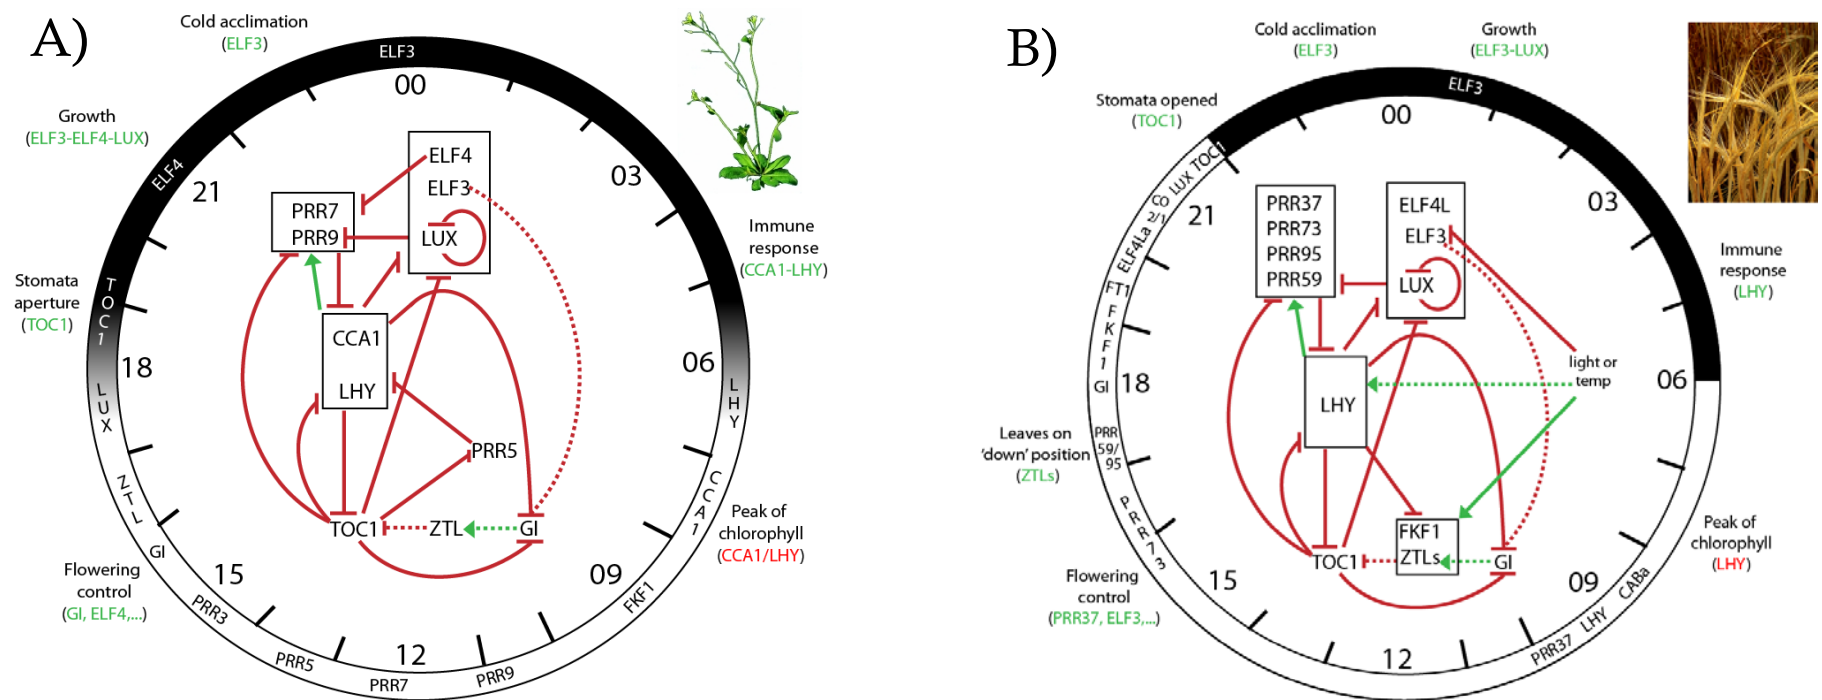 A)
Cold acclimation
(ELF3)
ELF3
00
Growth
(ELF3-ELF4-LUX)
ELF4
21
03
ELF4
ELF3
LUX
PRR7
PRR9
Immune
response
(CCA1-LHY)
Stomata
aperture
(TOC1)
TOC1
CCA1
LHY
18
06
LHY
LUX
PRR5
CCA1
ZTL
TOC1
ZTL
GI
Peak of
chlorophyll
(CCA1/LHY)
GI
Flowering
control
(GI, ELF4,...)
15
09
PRR3
FKF1
PRR5
12
PRR7
PRR9
B)
Cold acclimation
(ELF3)
Growth
(ELF3-LUX)
ELF3
Stomata opened
(TOC1)
00
TOC1
LUX
CO
2/1
ELF4La
21
03
PRR37
PRR73
PRR95
PRR59
ELF4L
ELF3
LUX
Immune
response
(LHY)
FT1
FKF1
GI
18
light or
temp
06
LHY
Leaves on
'down' position
(ZTLs)
PRR
59/
95
PRR73
FKF1
ZTLs
TOC1
GI
Peak of
chlorophyll
(LHY)
Flowering
control
(PRR37, ELF3,...)
15
09
CABa
LHY
PRR37
12